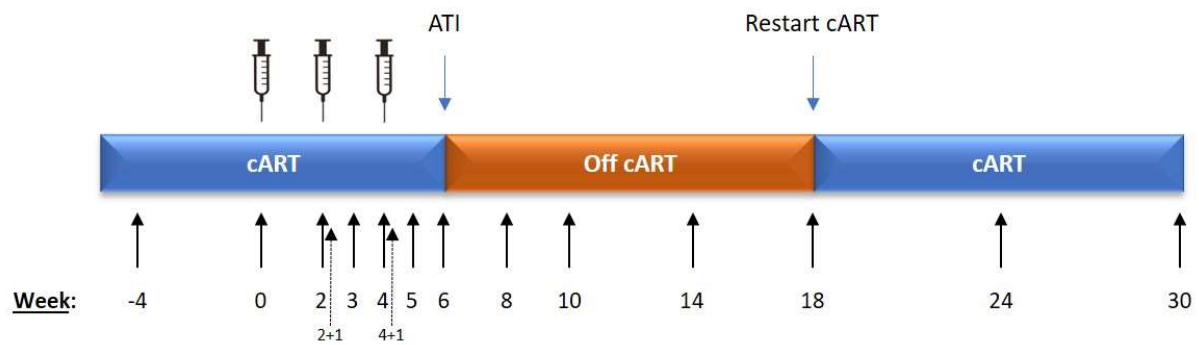 ATI Restart cART
cART Off cART cART
Week: -4 0 2 3 4 5 6 8 10 14 18 24 30
2+1 4+1